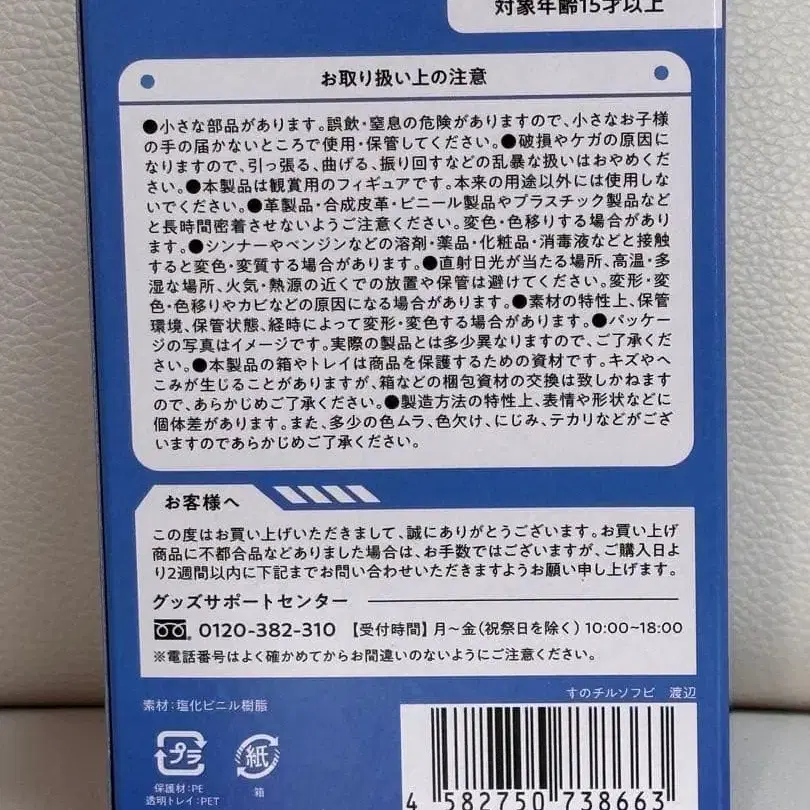 対象年齢15才以上
お取り扱い上の注意
●小さな部品があります。誤飲・窒息の危険がありますので、小さなお子様
の手の届かないところで使用・保管してください。●破損やケガの原因に
なりますので、引っ張る、曲げる、振り回すなどの乱暴な扱いはおやめくだ
さい。●本製品は観賞用のフィギュアです。本来の用途以外には使用しな
いでください。●革製品・合成皮革・ビニール製品やプラスチック製品など
と長時間密着させないようご注意ください。変色・色移りする場合があり
ます。●シンナーやベンジンなどの溶剤・薬品・化粧品・消毒液などと接触
すると変色・変質する場合があります。●直射日光が当たる場所、高温・多
湿な場所、火気・熱源の近くでの放置や保管は避けてください。変形・変
色・色移りやカビなどの原因になる場合があります。●素材の特性上、保管
環境、保管状態、経時によって変形・変色する場合があります。●パッケー
ジの写真はイメージです。実際の製品とは多少異なりますので、ご了承くだ
さい。●本製品の箱やトレイは商品を保護するための資材です。キズやへ
こみが生じることがありますが、箱などの梱包資材の交換は致しかねます
ので、あらかじめご了承ください。●製造方法の特性上、表情や形状などに
個体差があります。また、多少の色ムラ、色欠け、にじみ、テカリなどがござ
いますのであらかじめご了承ください。
お客様へ
この度はお買い上げいただきまして、誠にありがとうございます。お買い上げ
商品に不都合品などありました場合は、お手数ではございますが、ご購入日よ
り2週間以内に下記までお問い合わせいただきますようお願い申し上げます。
グッズサポートセンター
0120-382-310 【受付時間】月〜金(祝祭日を除く)10:00〜18:00
※電話番号はよく確かめてからお間違いのないようにご注意ください。
素材:塩化ビニル樹脂
すのチルソフビ 渡辺
プラ
紙
保護材:PE
透明トレイ:PET
箱
4 582750 738663